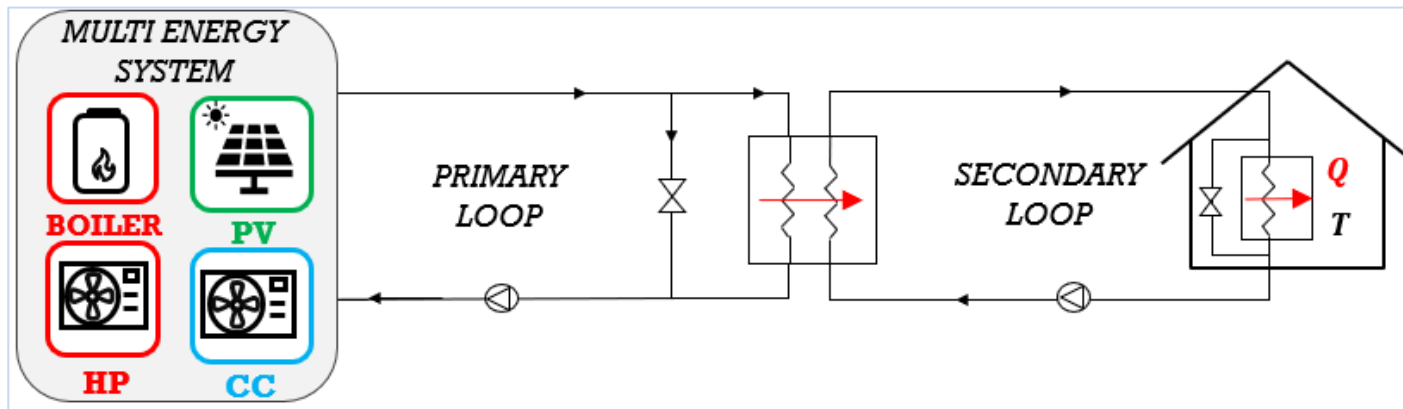 MULTI ENERGY
SYSTEM
BOILER
PV
HP
CC
PRIMARY
LOOP
SECONDARY
LOOP
Q
T